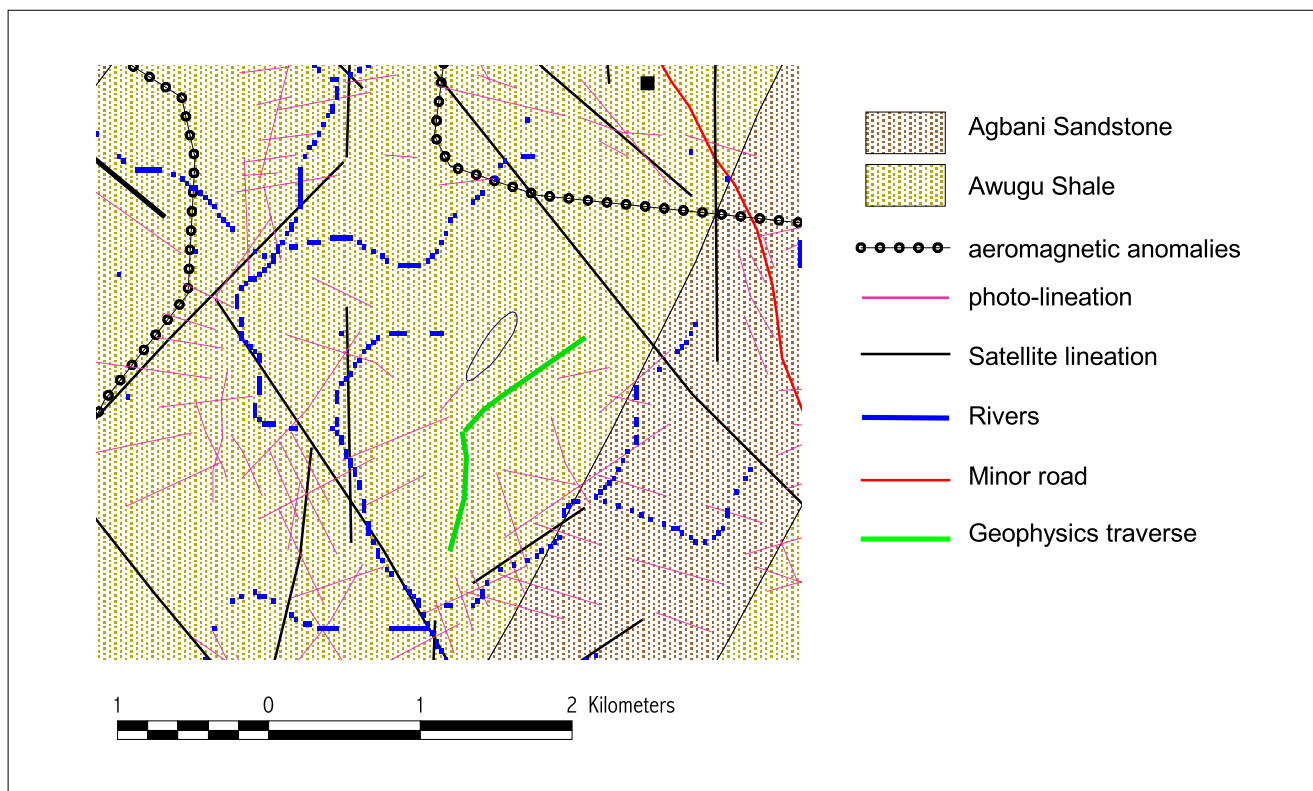 Agbani Sandstone
Awugu Shale
aeromagnetic anomalies
photo-lineation
Satellite lineation
Rivers
Minor road
Geophysics traverse
1 0 1 2 Kilometers